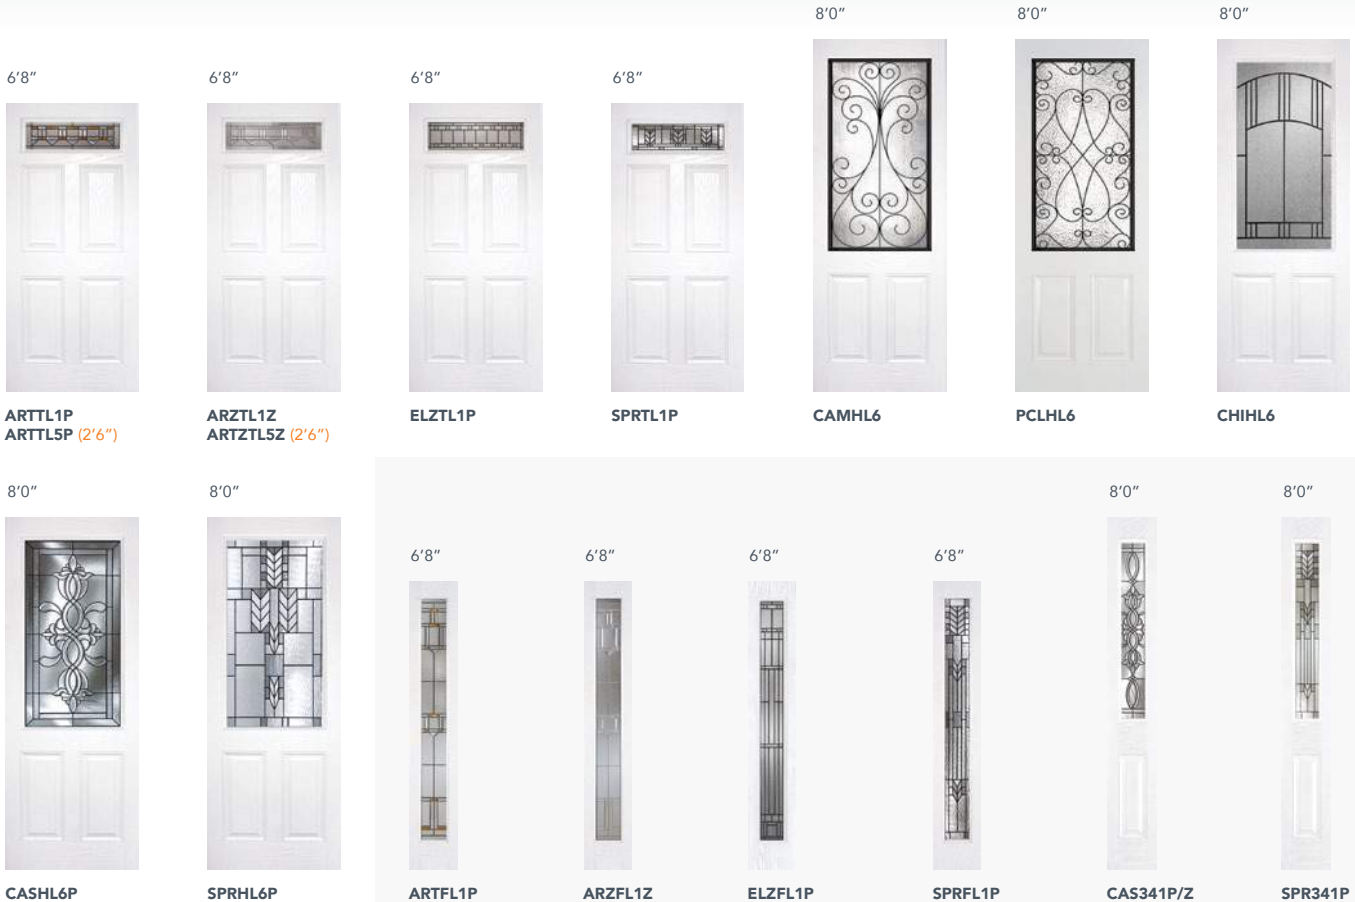 8’0”
8’0”
8’0”
6’8”
6’8”
6’8”
6’8”
ARTTL1P
ARTTL5P (2’6”)
ARZTL1Z
ARTZTL5Z (2’6”)
ELZTL1P
SPRTL1P
CAMHL6
PCLHL6
CHIHL6
8’0”
8’0”
8’0”
8’0”
6’8”
6’8”
6’8”
6’8”
CASHL6P
SPRHL6P
ARTFL1P
ARZFL1Z
ELZFL1P
SPRFL1P
CAS341P/Z
SPR341P